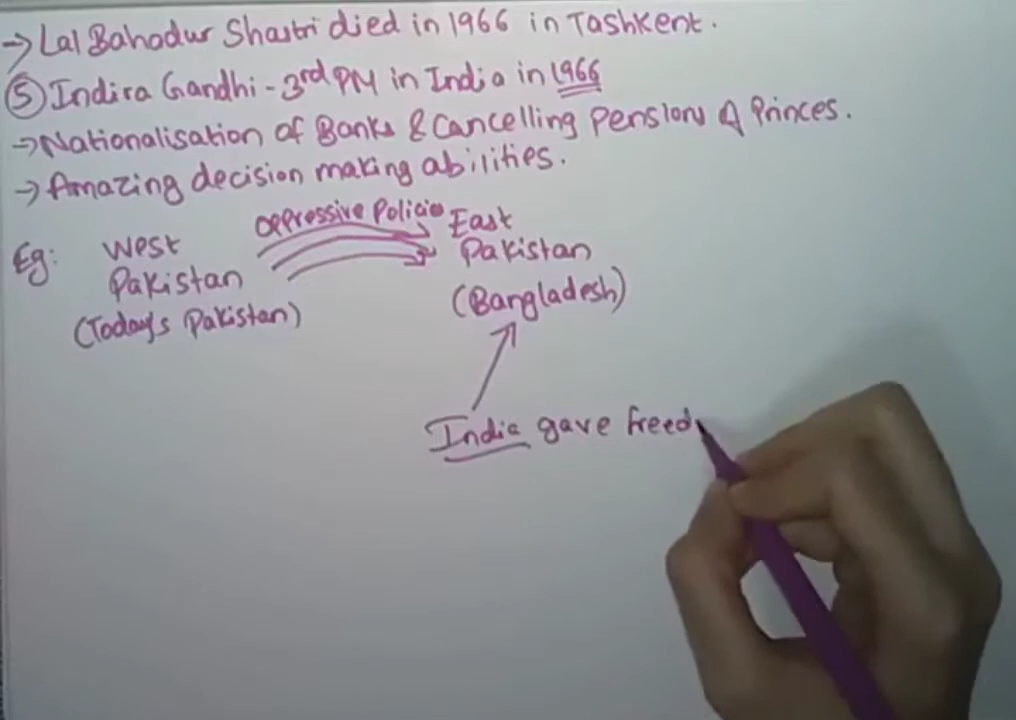 → Lal Bahadur Shastri died in 1966 in Tashkent.
⑤ Indira Gandhi - 3rd PM in India in 1966
→ Nationalisation of Banks & Cancelling Pensions of Princes.
→ Amazing decision making abilities.
Eg: West Pakistan (Today's Pakistan)
Oppressive Policies
East Pakistan (Bangladesh)
India gave freed